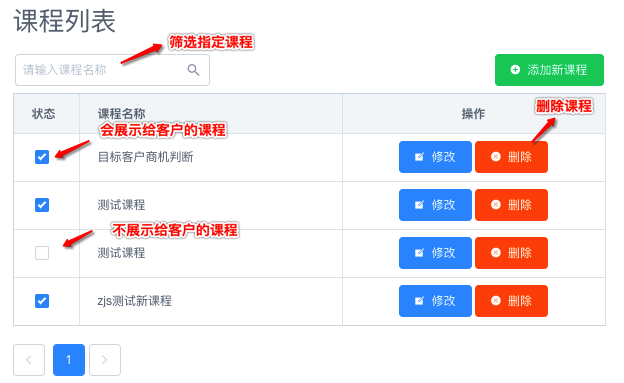 课程列表
筛选指定课程
请输入课程名称
添加新课程
状态
课程名称
操作
删除课程
会展示给客户的课程
目标客户商机判断
修改
删除
测试课程
修改
删除
不展示给客户的课程
测试课程
修改
删除
zjs测试新课程
修改
删除
1